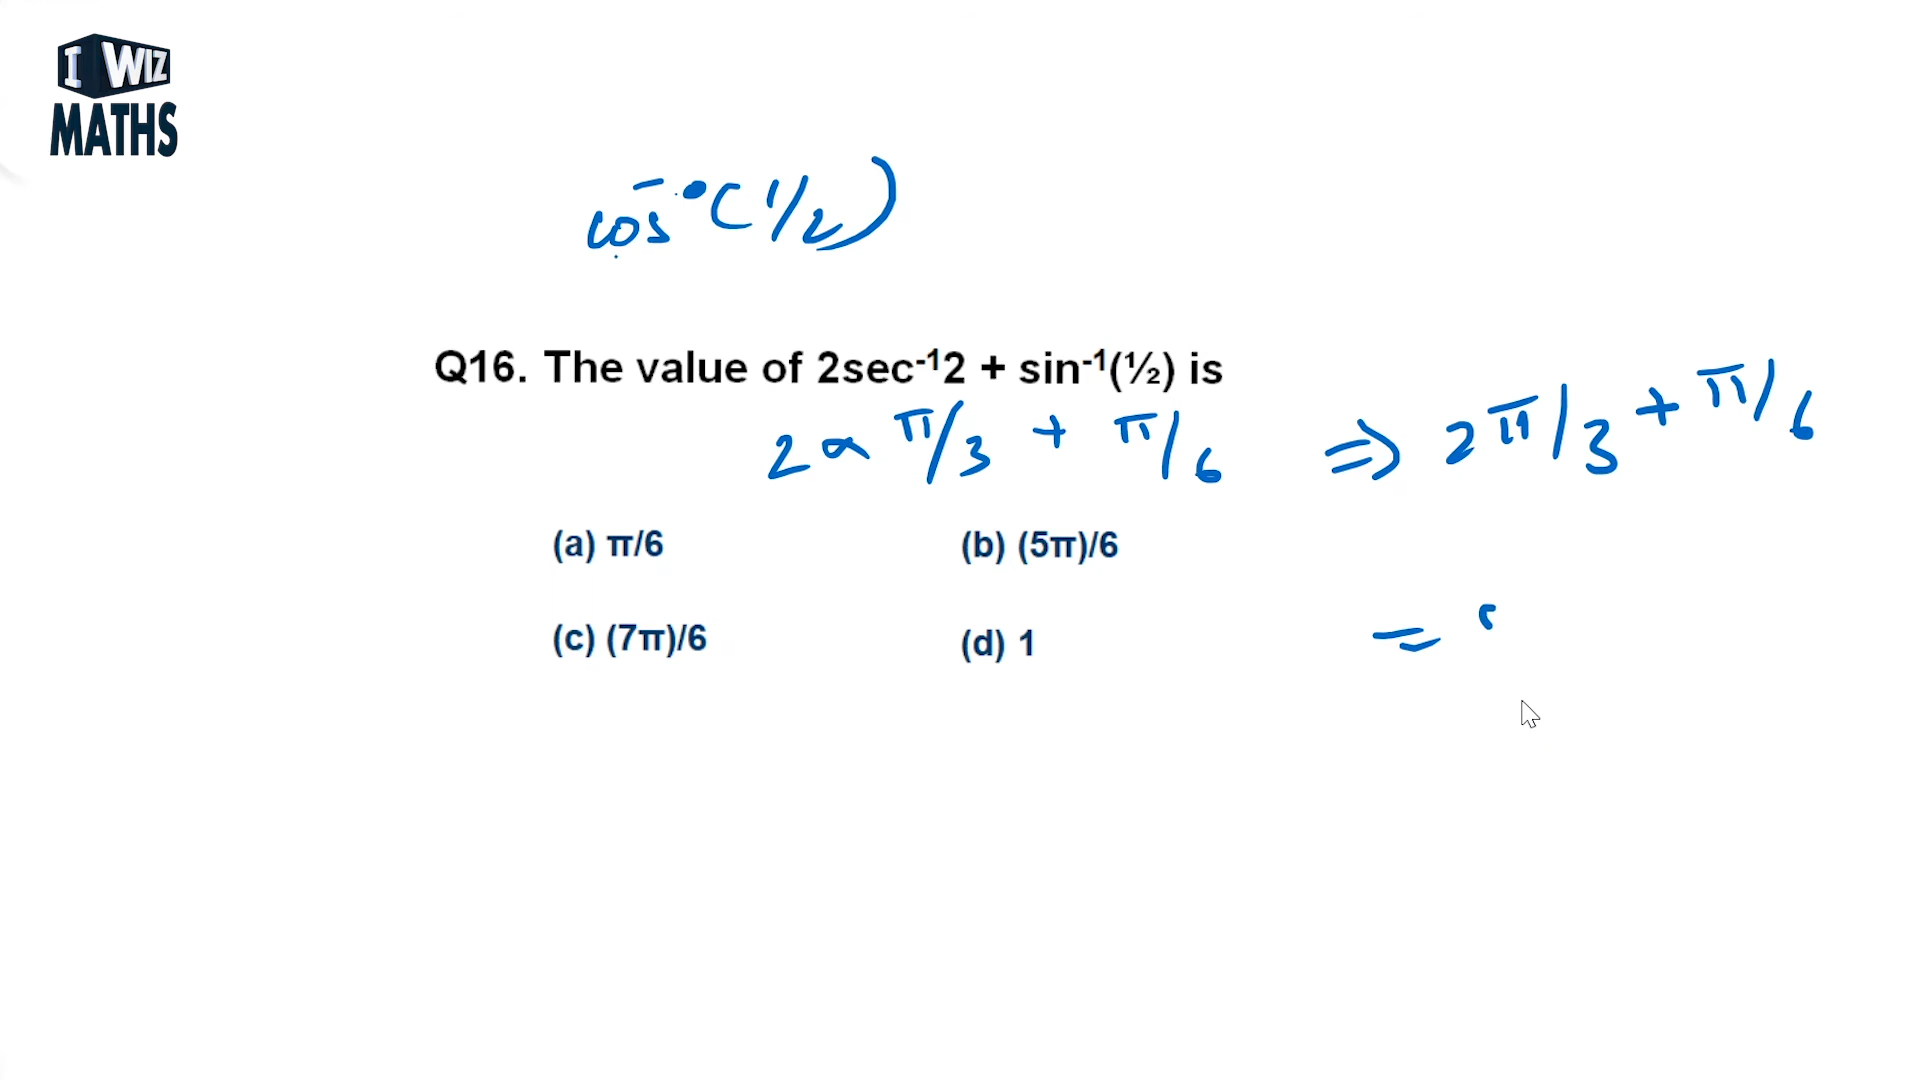 I WIZ
MATHS
cos⁻¹(1/2)
Q16. The value of 2sec⁻¹2 + sin⁻¹(½) is
2 × π/3 + π/6 ⇒ 2π/3 + π/6
(a) π/6 (b) (5π)/6
=
(c) (7π)/6 (d) 1